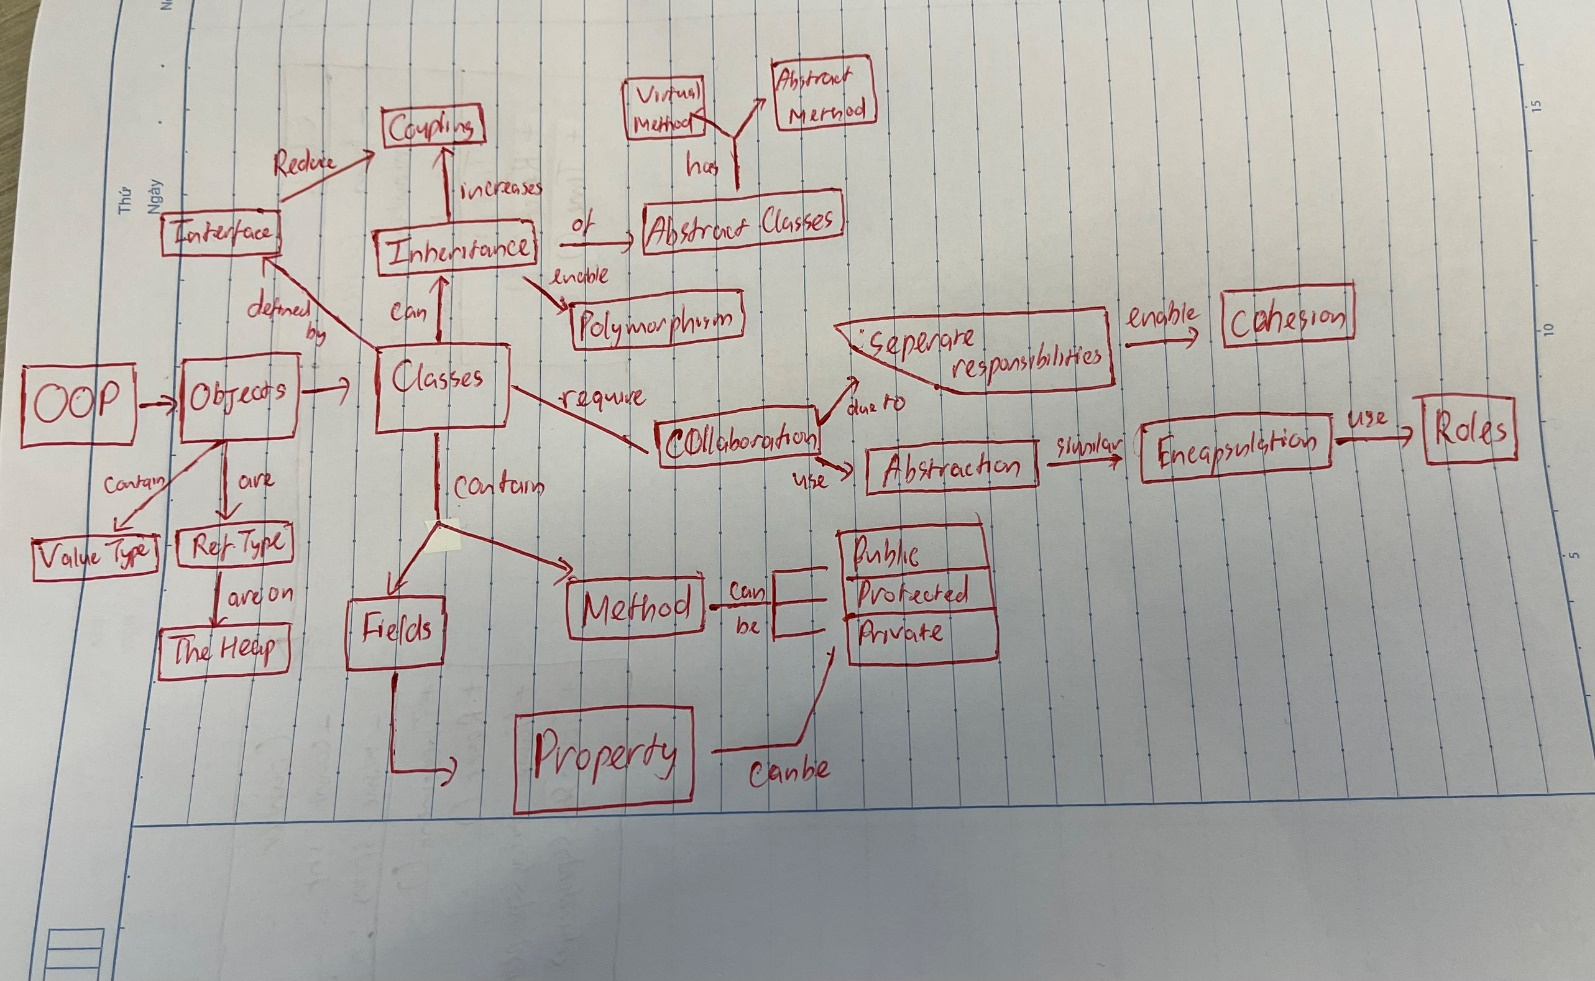 Thứ
Ngày
15
10
5
Virtual
Method
Abstract
Method
Coupling
Reduce
has
increases
Interface
Inheritance
of
Abstract Classes
enable
Polymorphism
defined
by
can
seperate
responsibilities
enable
Cohesion
OOP
Objects
Classes
require
due to
Collaboration
use
Abstraction
similar
Encapsulation
use
Roles
Contain
are
contain
Value Type
Ref Type
are on
The Heap
Fields
Method
can
be
Public
Protected
Private
Property
can be